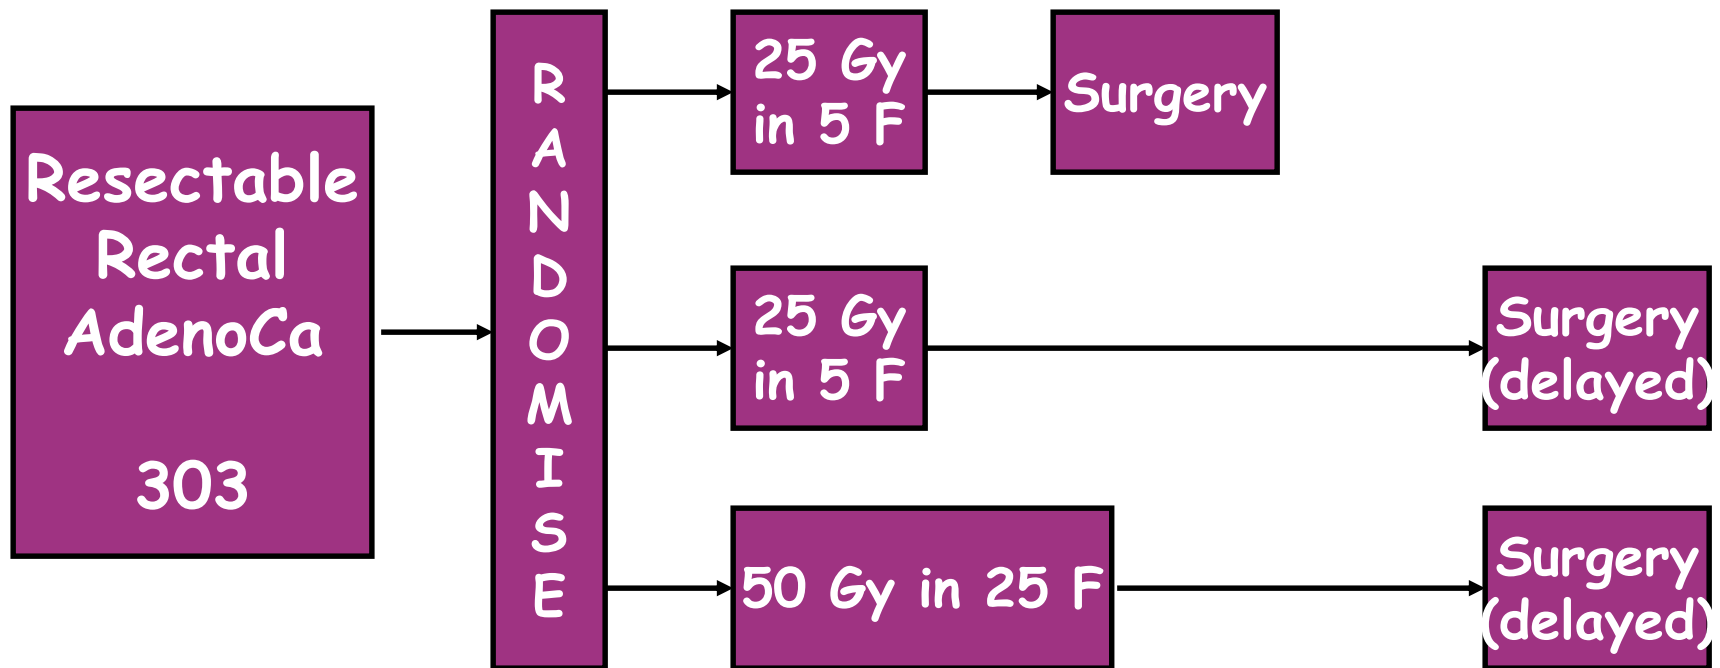 Resectable
Rectal
AdenoCa
303
R
A
N
D
O
M
I
S
E
25 Gy
in 5 F
Surgery
25 Gy
in 5 F
Surgery
(delayed)
50 Gy in 25 F
Surgery
(delayed)